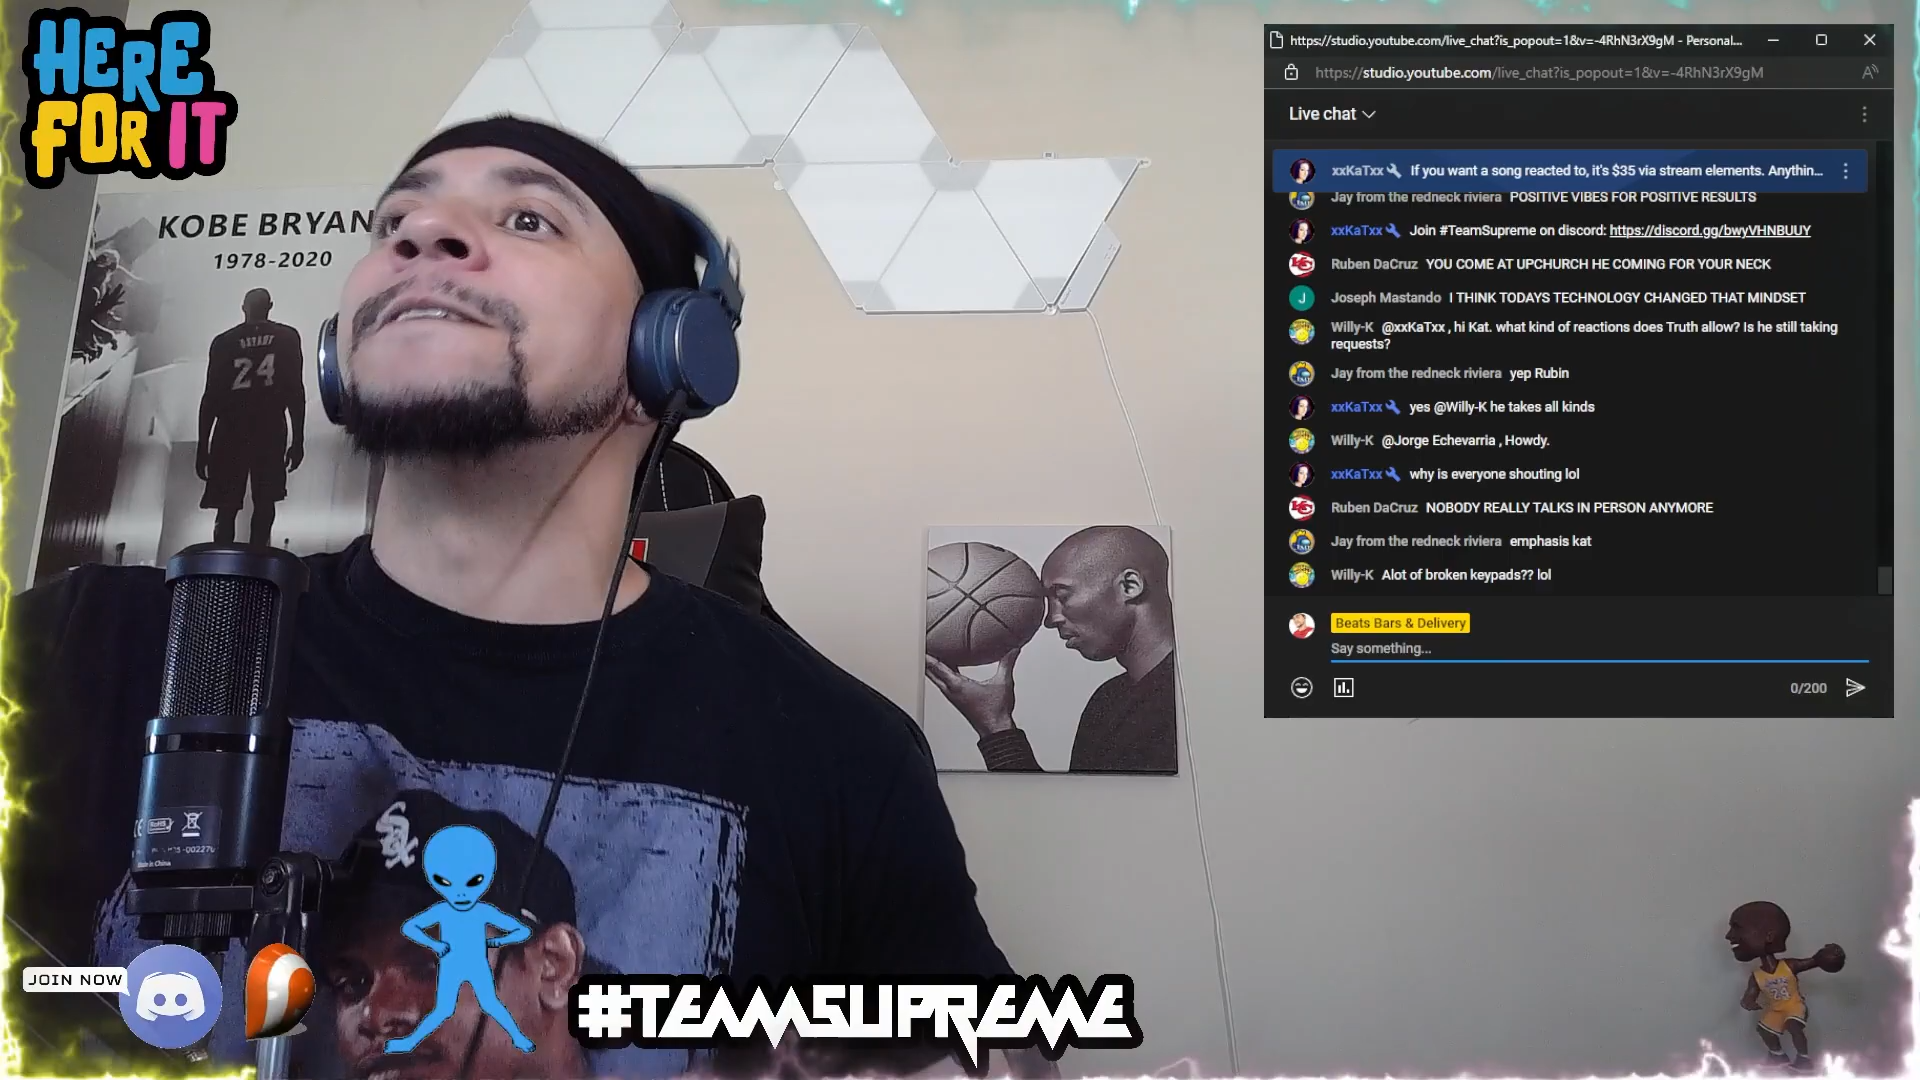 HERE
FOR IT
KOBE BRYAN
1978-2020
BRYANT
24
https://studio.youtube.com/live_chat?is_popout=1&v=-4RhN3rX9gM - Personal...
https://studio.youtube.com/live_chat?is_popout=1&v=-4RhN3rX9gM
Live chat
xxKaTxx If you want a song reacted to, it's $35 via stream elements. Anythin...
Jay from the redneck riviera POSITIVE VIBES FOR POSITIVE RESULTS
xxKaTxx Join #TeamSupreme on discord: https://discord.gg/bwyVHNBUUY
Ruben DaCruz YOU COME AT UPCHURCH HE COMING FOR YOUR NECK
J Joseph Mastando I THINK TODAYS TECHNOLOGY CHANGED THAT MINDSET
Willy-K @xxKaTxx , hi Kat. what kind of reactions does Truth allow? Is he still taking
requests?
Jay from the redneck riviera yep Rubin
xxKaTxx yes @Willy-K he takes all kinds
Willy-K @Jorge Echevarria , Howdy.
xxKaTxx why is everyone shouting lol
Ruben DaCruz NOBODY REALLY TALKS IN PERSON ANYMORE
Jay from the redneck riviera emphasis kat
Willy-K Alot of broken keypads?? lol
Beats Bars & Delivery
Say something...
0/200
RoHS
Made in China
JOIN NOW
#TEAMSUPREME
24